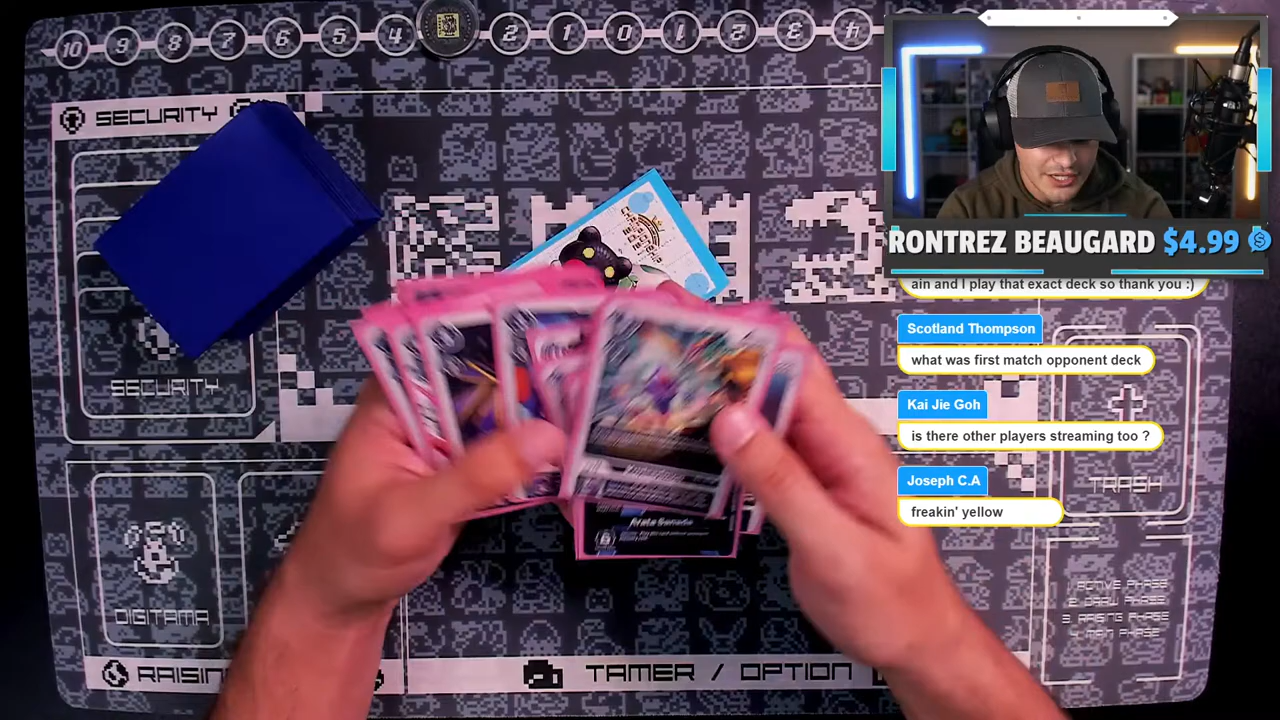 10 9 8 7 6 5 4 2 1 0 1 2 3 4
SECURITY
RONTREZ BEAUGARD $4.99
ain and I play that exact deck so thank you :)
Scotland Thompson
what was first match opponent deck
Kai Jie Goh
is there other players streaming too ?
Joseph C.A
freakin' yellow
SECURITY
TRASH
Arata Sanada
DIGITAMA
1. ACTIVE PHASE
2. DRAW PHASE
3. RAISING PHASE
4. MAIN PHASE
RAISIN
TAMER / OPTION